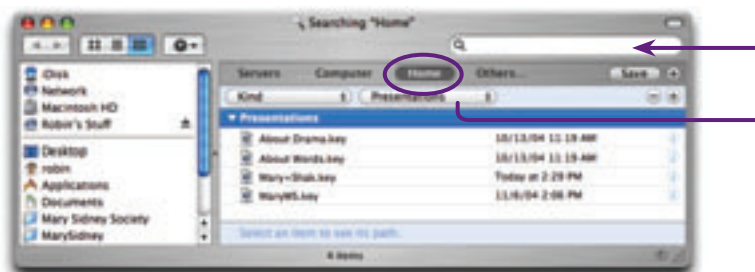 Searching "Home"
Servers Computer Home Others... Save
Kind Presentations
Presentations
About Drama.key 10/13/04 11:19 AM
About Words.key 10/13/04 11:19 AM
Mary=Shak.key Today at 2:29 PM
MaryWS.key 11/6/04 2:06 PM
Select an item to see its path.
4 items
iDisk
Network
Macintosh HD
Robin's Stuff
Desktop
robin
Applications
Documents
Mary Sidney Society
MarySidney